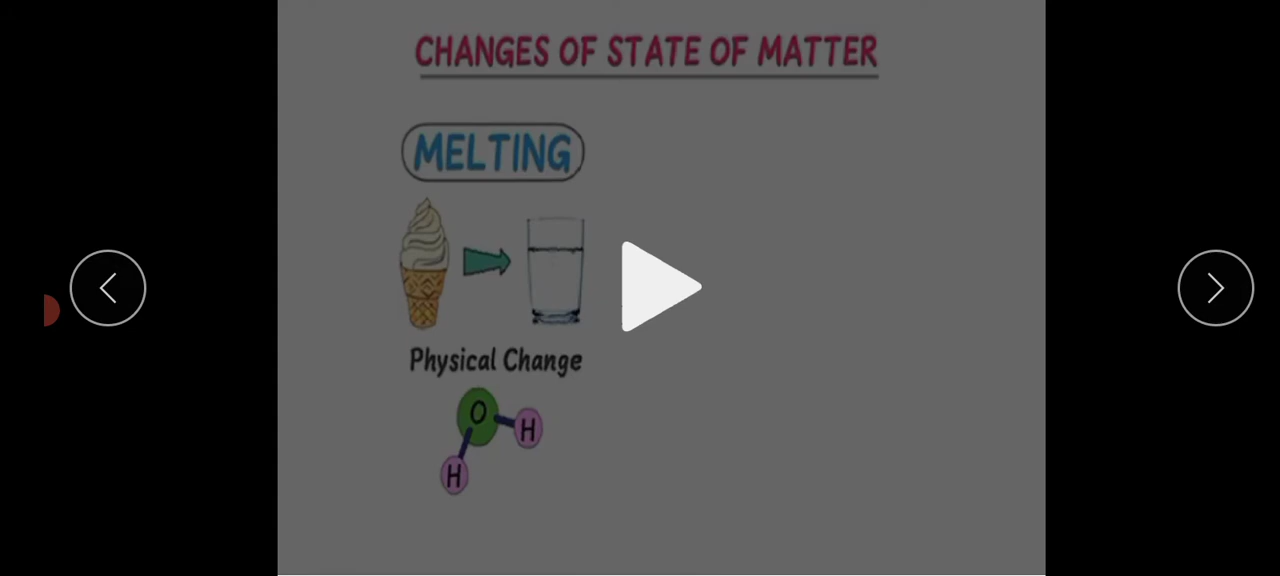 CHANGES OF STATE OF MATTER
MELTING
Physical Change
O
H
H